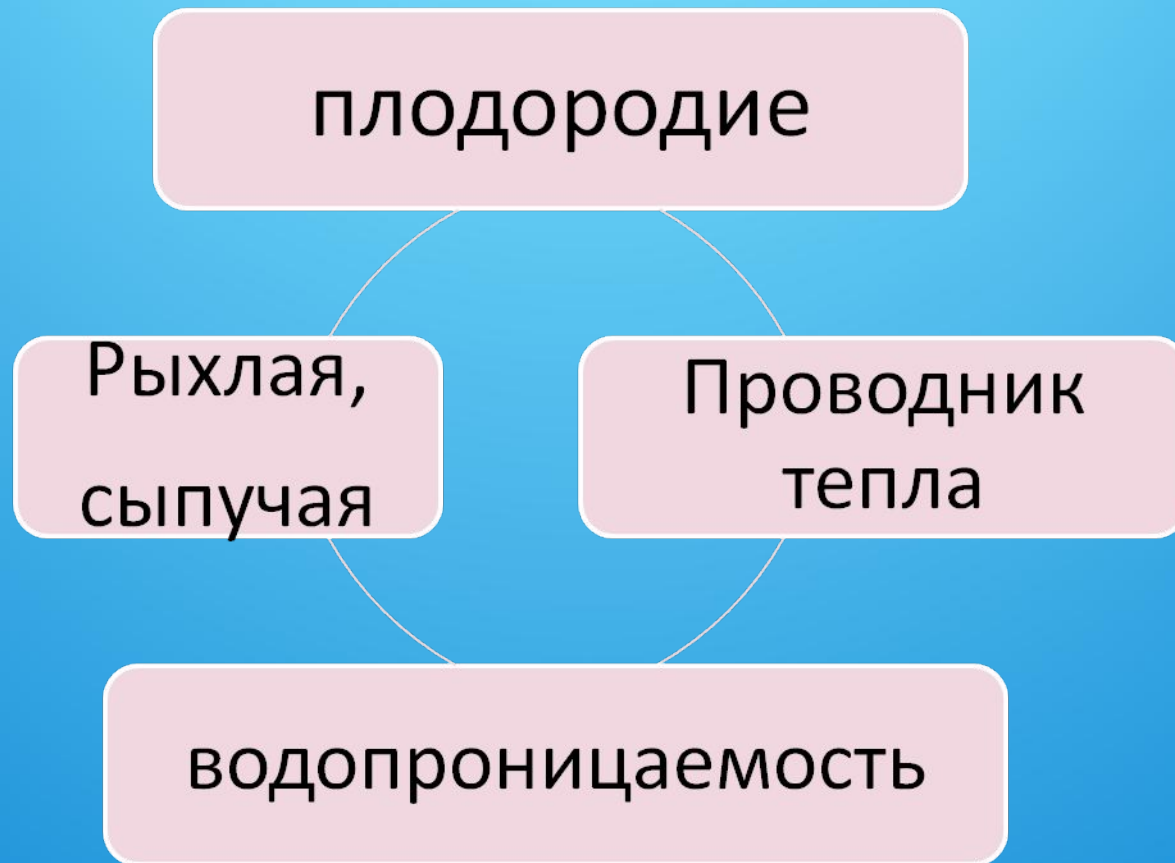 плодородие
Рыхлая,
сыпучая
Проводник
тепла
водопроницаемость